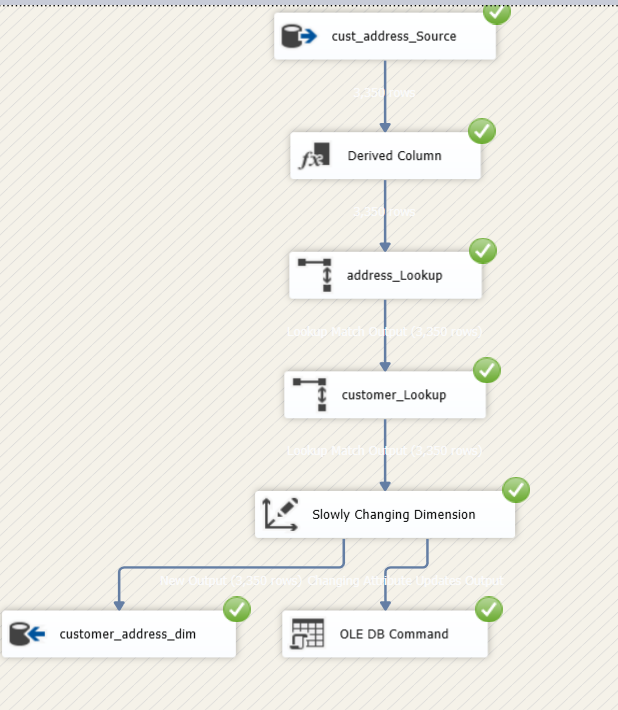 cust_address_Source
3,350 rows
Derived Column
3,350 rows
address_Lookup
Lookup Match Output (3,350 rows)
customer_Lookup
Lookup Match Output (3,350 rows)
Slowly Changing Dimension
New Output (3,350 rows) Changing Attribute Updates Output
customer_address_dim
OLE DB Command